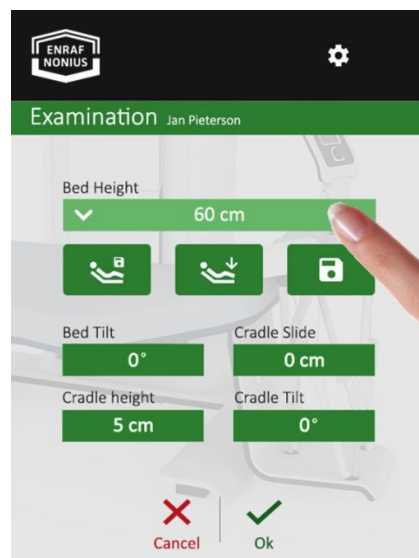 ENRAF
NONIUS
Examination Jan Pieterson
Bed Height
60 cm
Bed Tilt
Cradle Slide
0°
0 cm
Cradle height
Cradle Tilt
5 cm
0°
Cancel
Ok